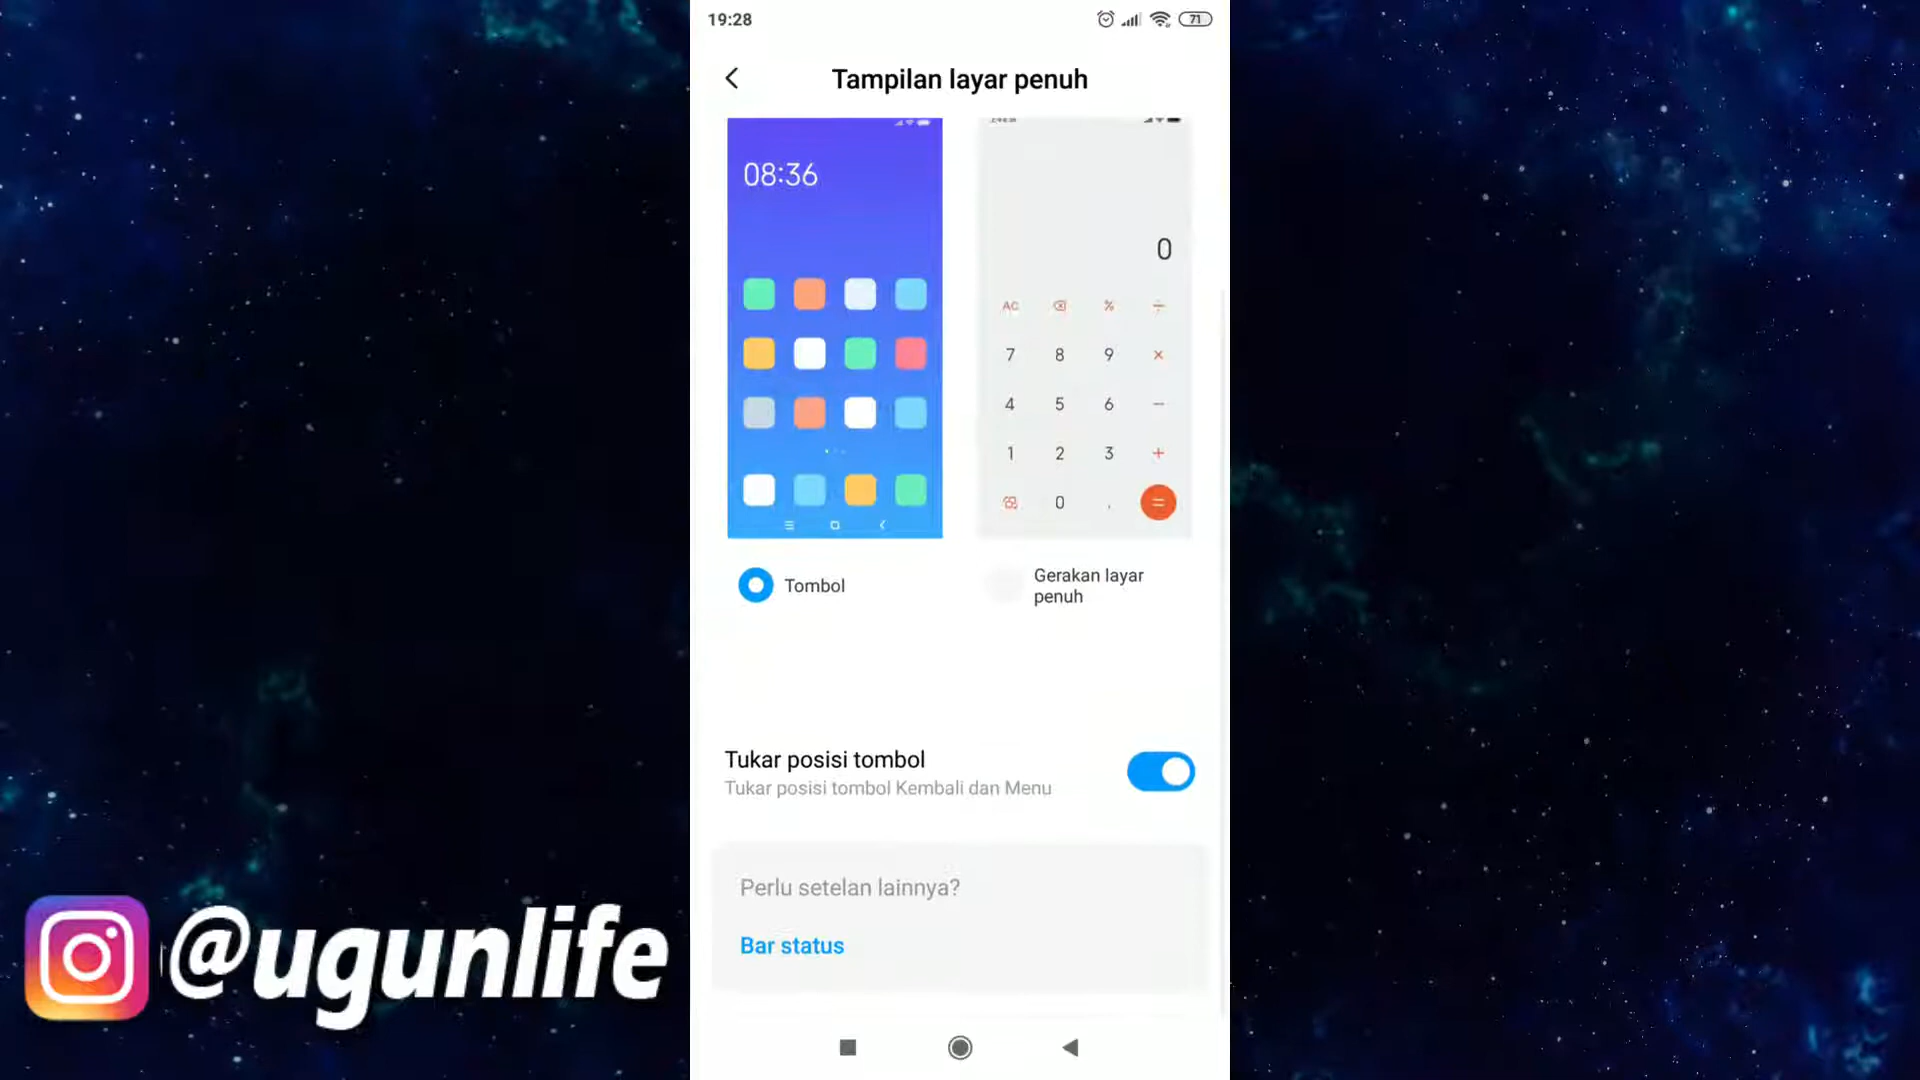 19:28
71
Tampilan layar penuh
08:36
0
AC % ÷
7 8 9 ×
4 5 6 −
1 2 3 +
0 , =
Tombol
Gerakan layar
penuh
Tukar posisi tombol
Tukar posisi tombol Kembali dan Menu
Perlu setelan lainnya?
Bar status
@ugunlife